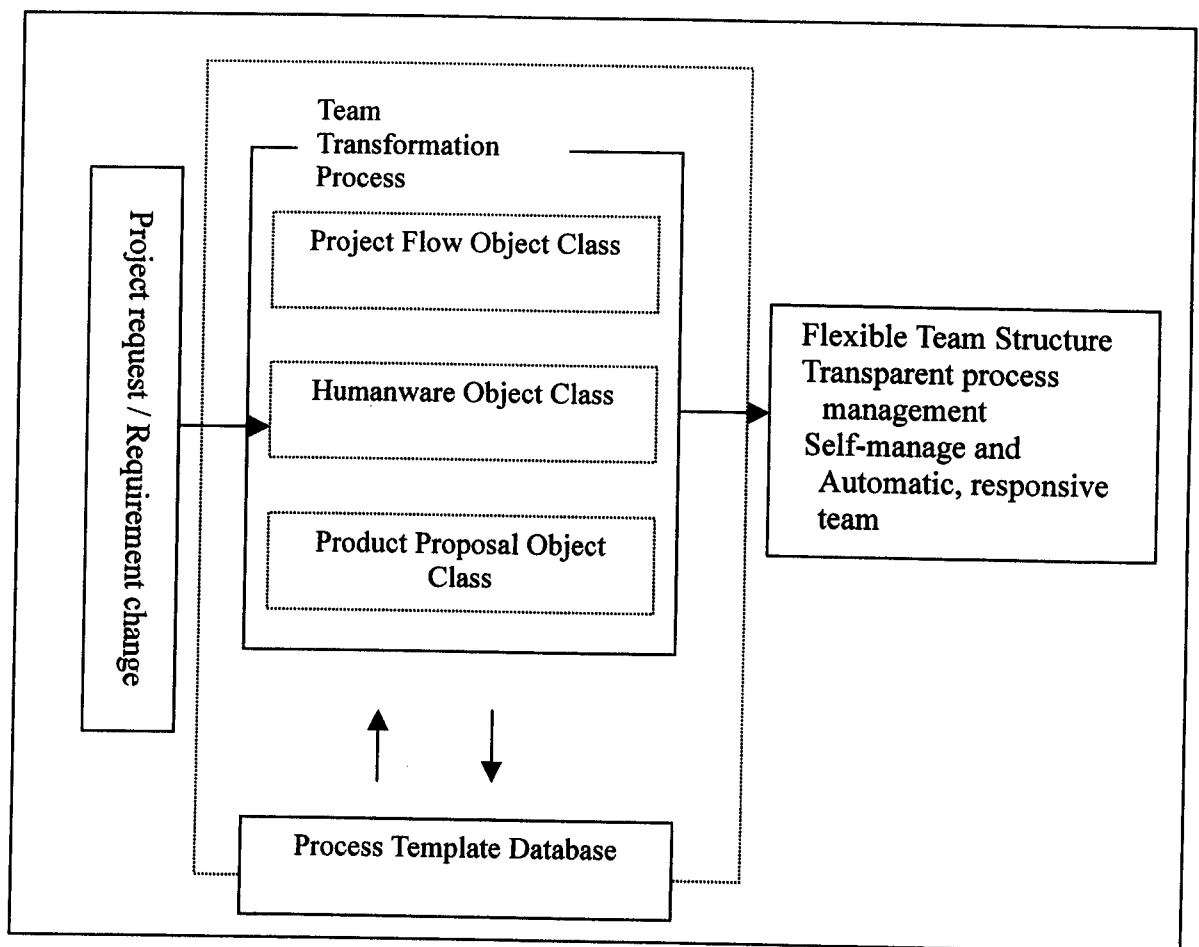 Project request / Requirement change
Team
Transformation
Process
Project Flow Object Class
Humanware Object Class
Product Proposal Object
Class
Process Template Database
Flexible Team Structure
Transparent process
management
Self-manage and
Automatic, responsive
team